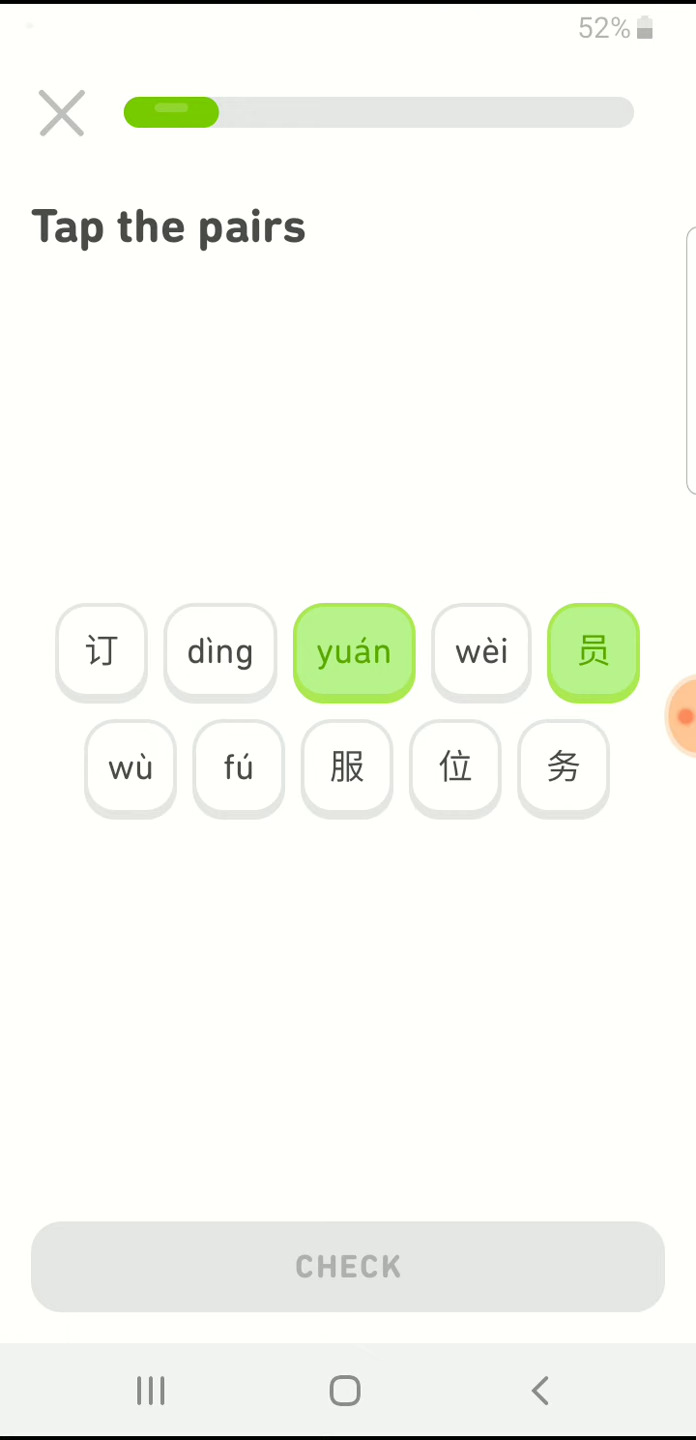 52%
Tap the pairs
订 dìng yuán wèi 员
wù fú 服 位 务
CHECK